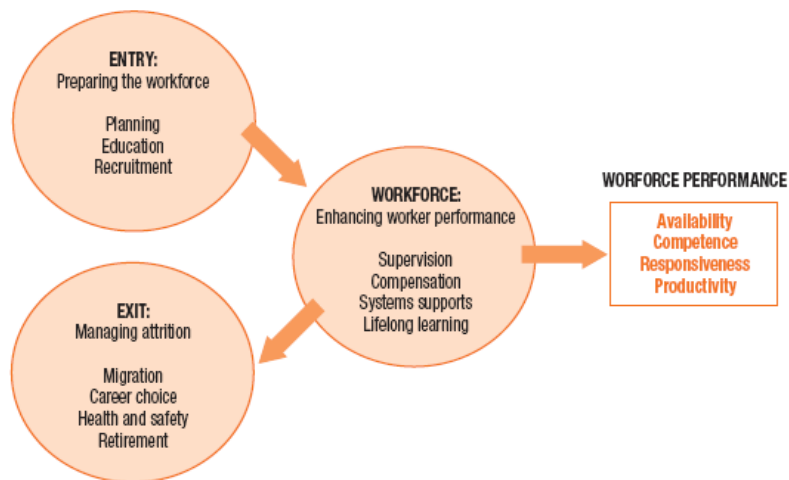 ENTRY:
Preparing the workforce
Planning
Education
Recruitment
WORKFORCE:
Enhancing worker performance
Supervision
Compensation
Systems supports
Lifelong learning
WORFORCE PERFORMANCE
Availability
Competence
Responsiveness
Productivity
EXIT:
Managing attrition
Migration
Career choice
Health and safety
Retirement